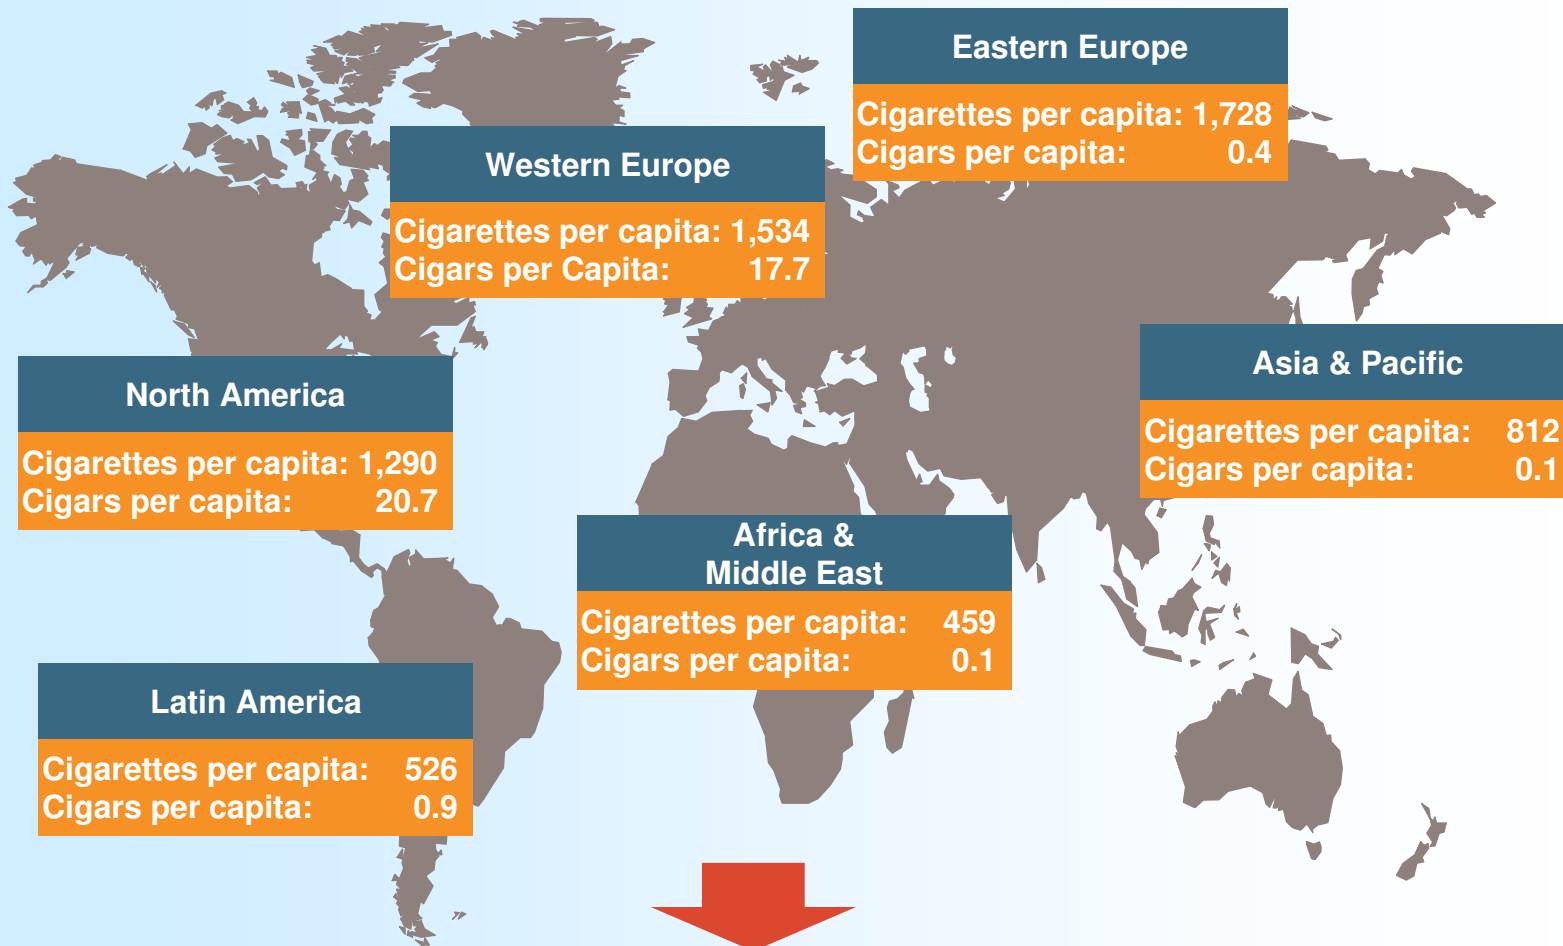 Eastern Europe
Cigarettes per capita: 1,728
Cigars per capita: 0.4
Western Europe
Cigarettes per capita: 1,534
Cigars per Capita: 17.7
Asia & Pacific
Cigarettes per capita: 812
Cigars per capita: 0.1
North America
Cigarettes per capita: 1,290
Cigars per capita: 20.7
Africa &
Middle East
Cigarettes per capita: 459
Cigars per capita: 0.1
Latin America
Cigarettes per capita: 526
Cigars per capita: 0.9